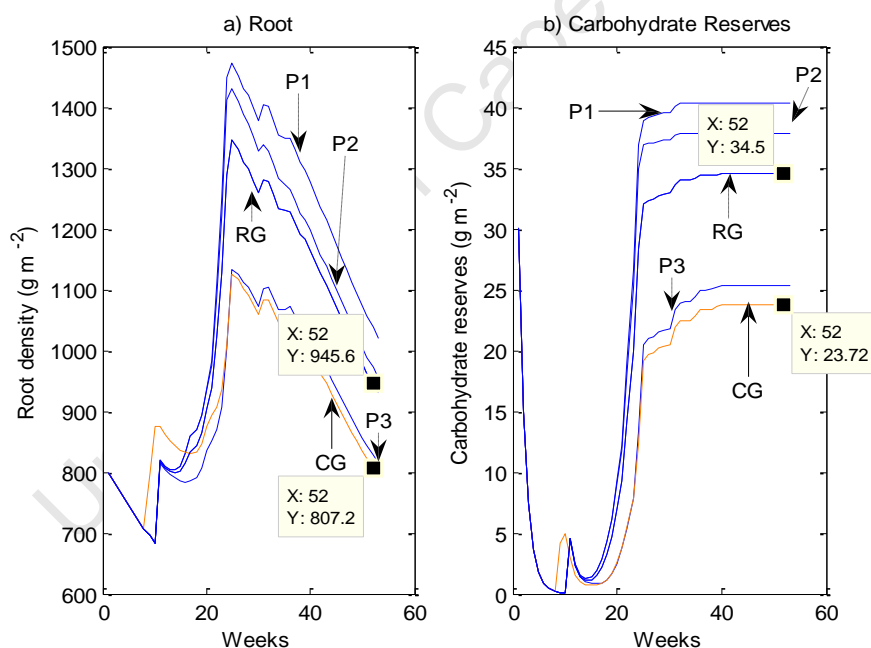 a) Root
Root density (g m -2)
1500
1400
1300
1200
1100
1000
900
800
700
600
0
20
40
60
Weeks
P1
P2
RG
X: 52
Y: 945.6
P3
CG
X: 52
Y: 807.2
b) Carbohydrate Reserves
Carbohydrate reserves (g m -2)
45
40
35
30
25
20
15
10
5
0
0
20
40
60
Weeks
P1
P2
X: 52
Y: 34.5
RG
P3
X: 52
Y: 23.72
CG